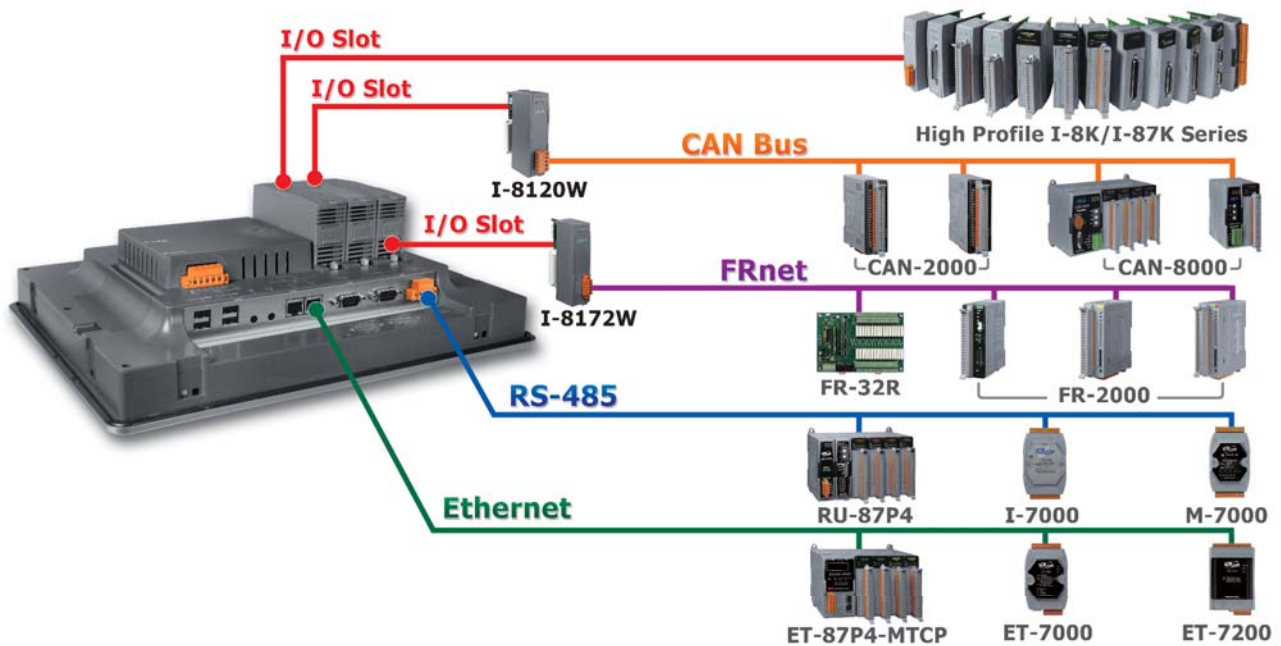 I/O Slot
I/O Slot
High Profile I-8K/I-87K Series
CAN Bus
I-8120W
I/O Slot
CAN-2000
CAN-8000
FRnet
I-8172W
FR-32R
FR-2000
RS-485
RU-87P4
I-7000
M-7000
Ethernet
ET-87P4-MTCP
ET-7000
ET-7200